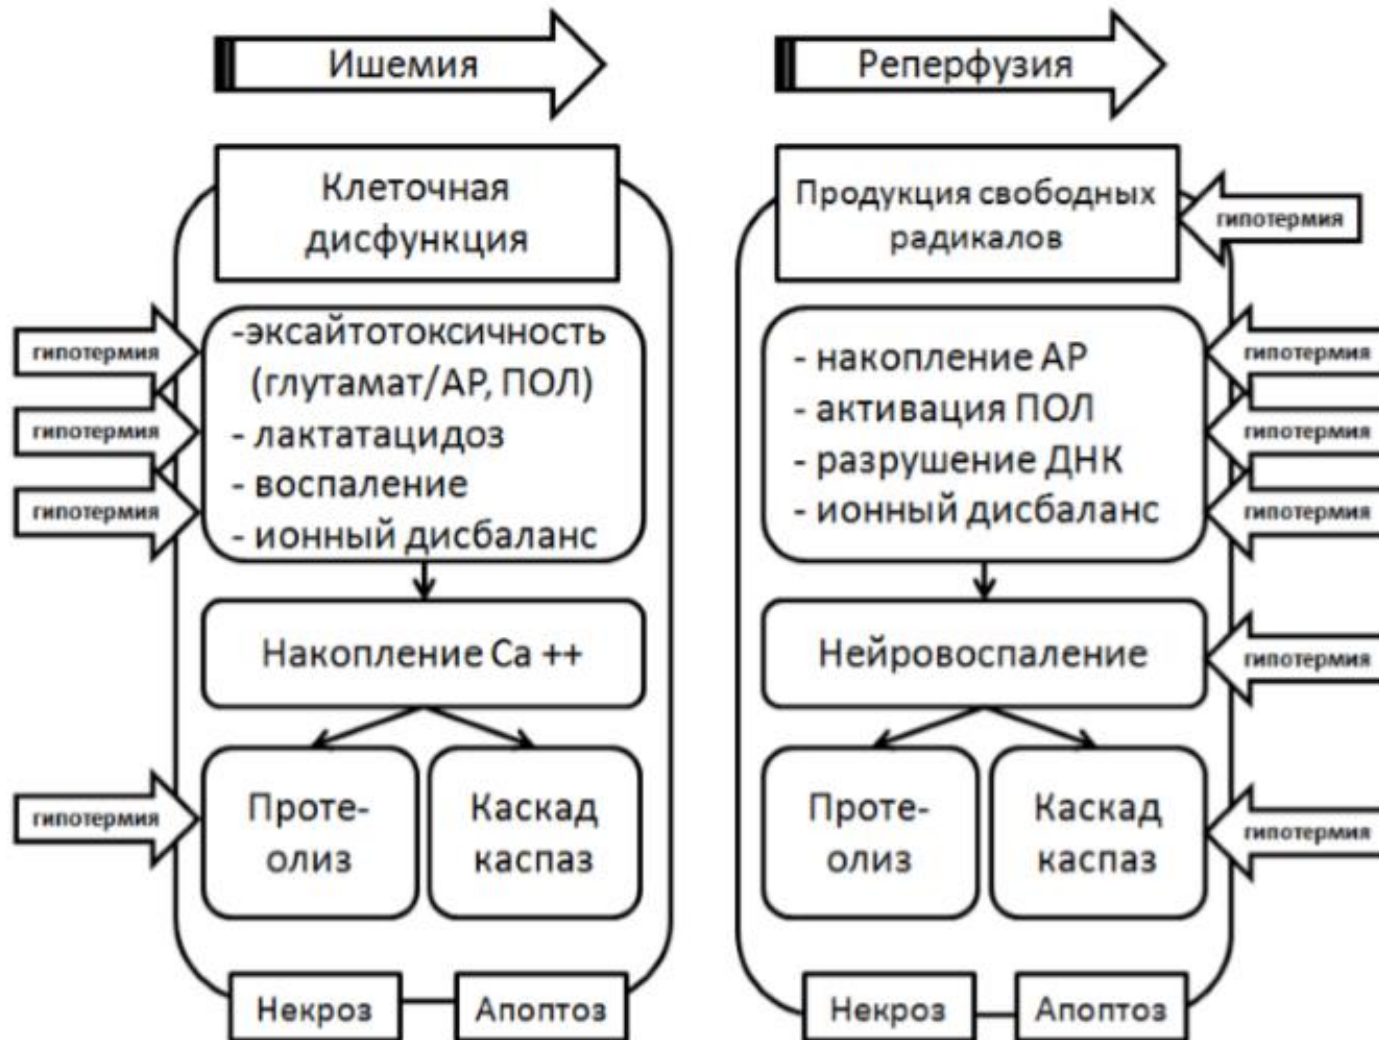 Ишемия
Реперфузия
Клеточная
дисфункция
гипотермия
гипотермия
гипотермия
-эксайтотоксичность
(глутамат/АР, ПОЛ)
- лактатацидоз
- воспаление
- ионный дисбаланс
Накопление Ca ++
гипотермия
Проте-
олиз
Каскад
каспаз
Некроз
Апоптоз
Продукция свободных
радикалов
гипотермия
- накопление АР
- активация ПОЛ
- разрушение ДНК
- ионный дисбаланс
гипотермия
гипотермия
гипотермия
Нейровоспаление
гипотермия
Проте-
олиз
Каскад
каспаз
гипотермия
Некроз
Апоптоз